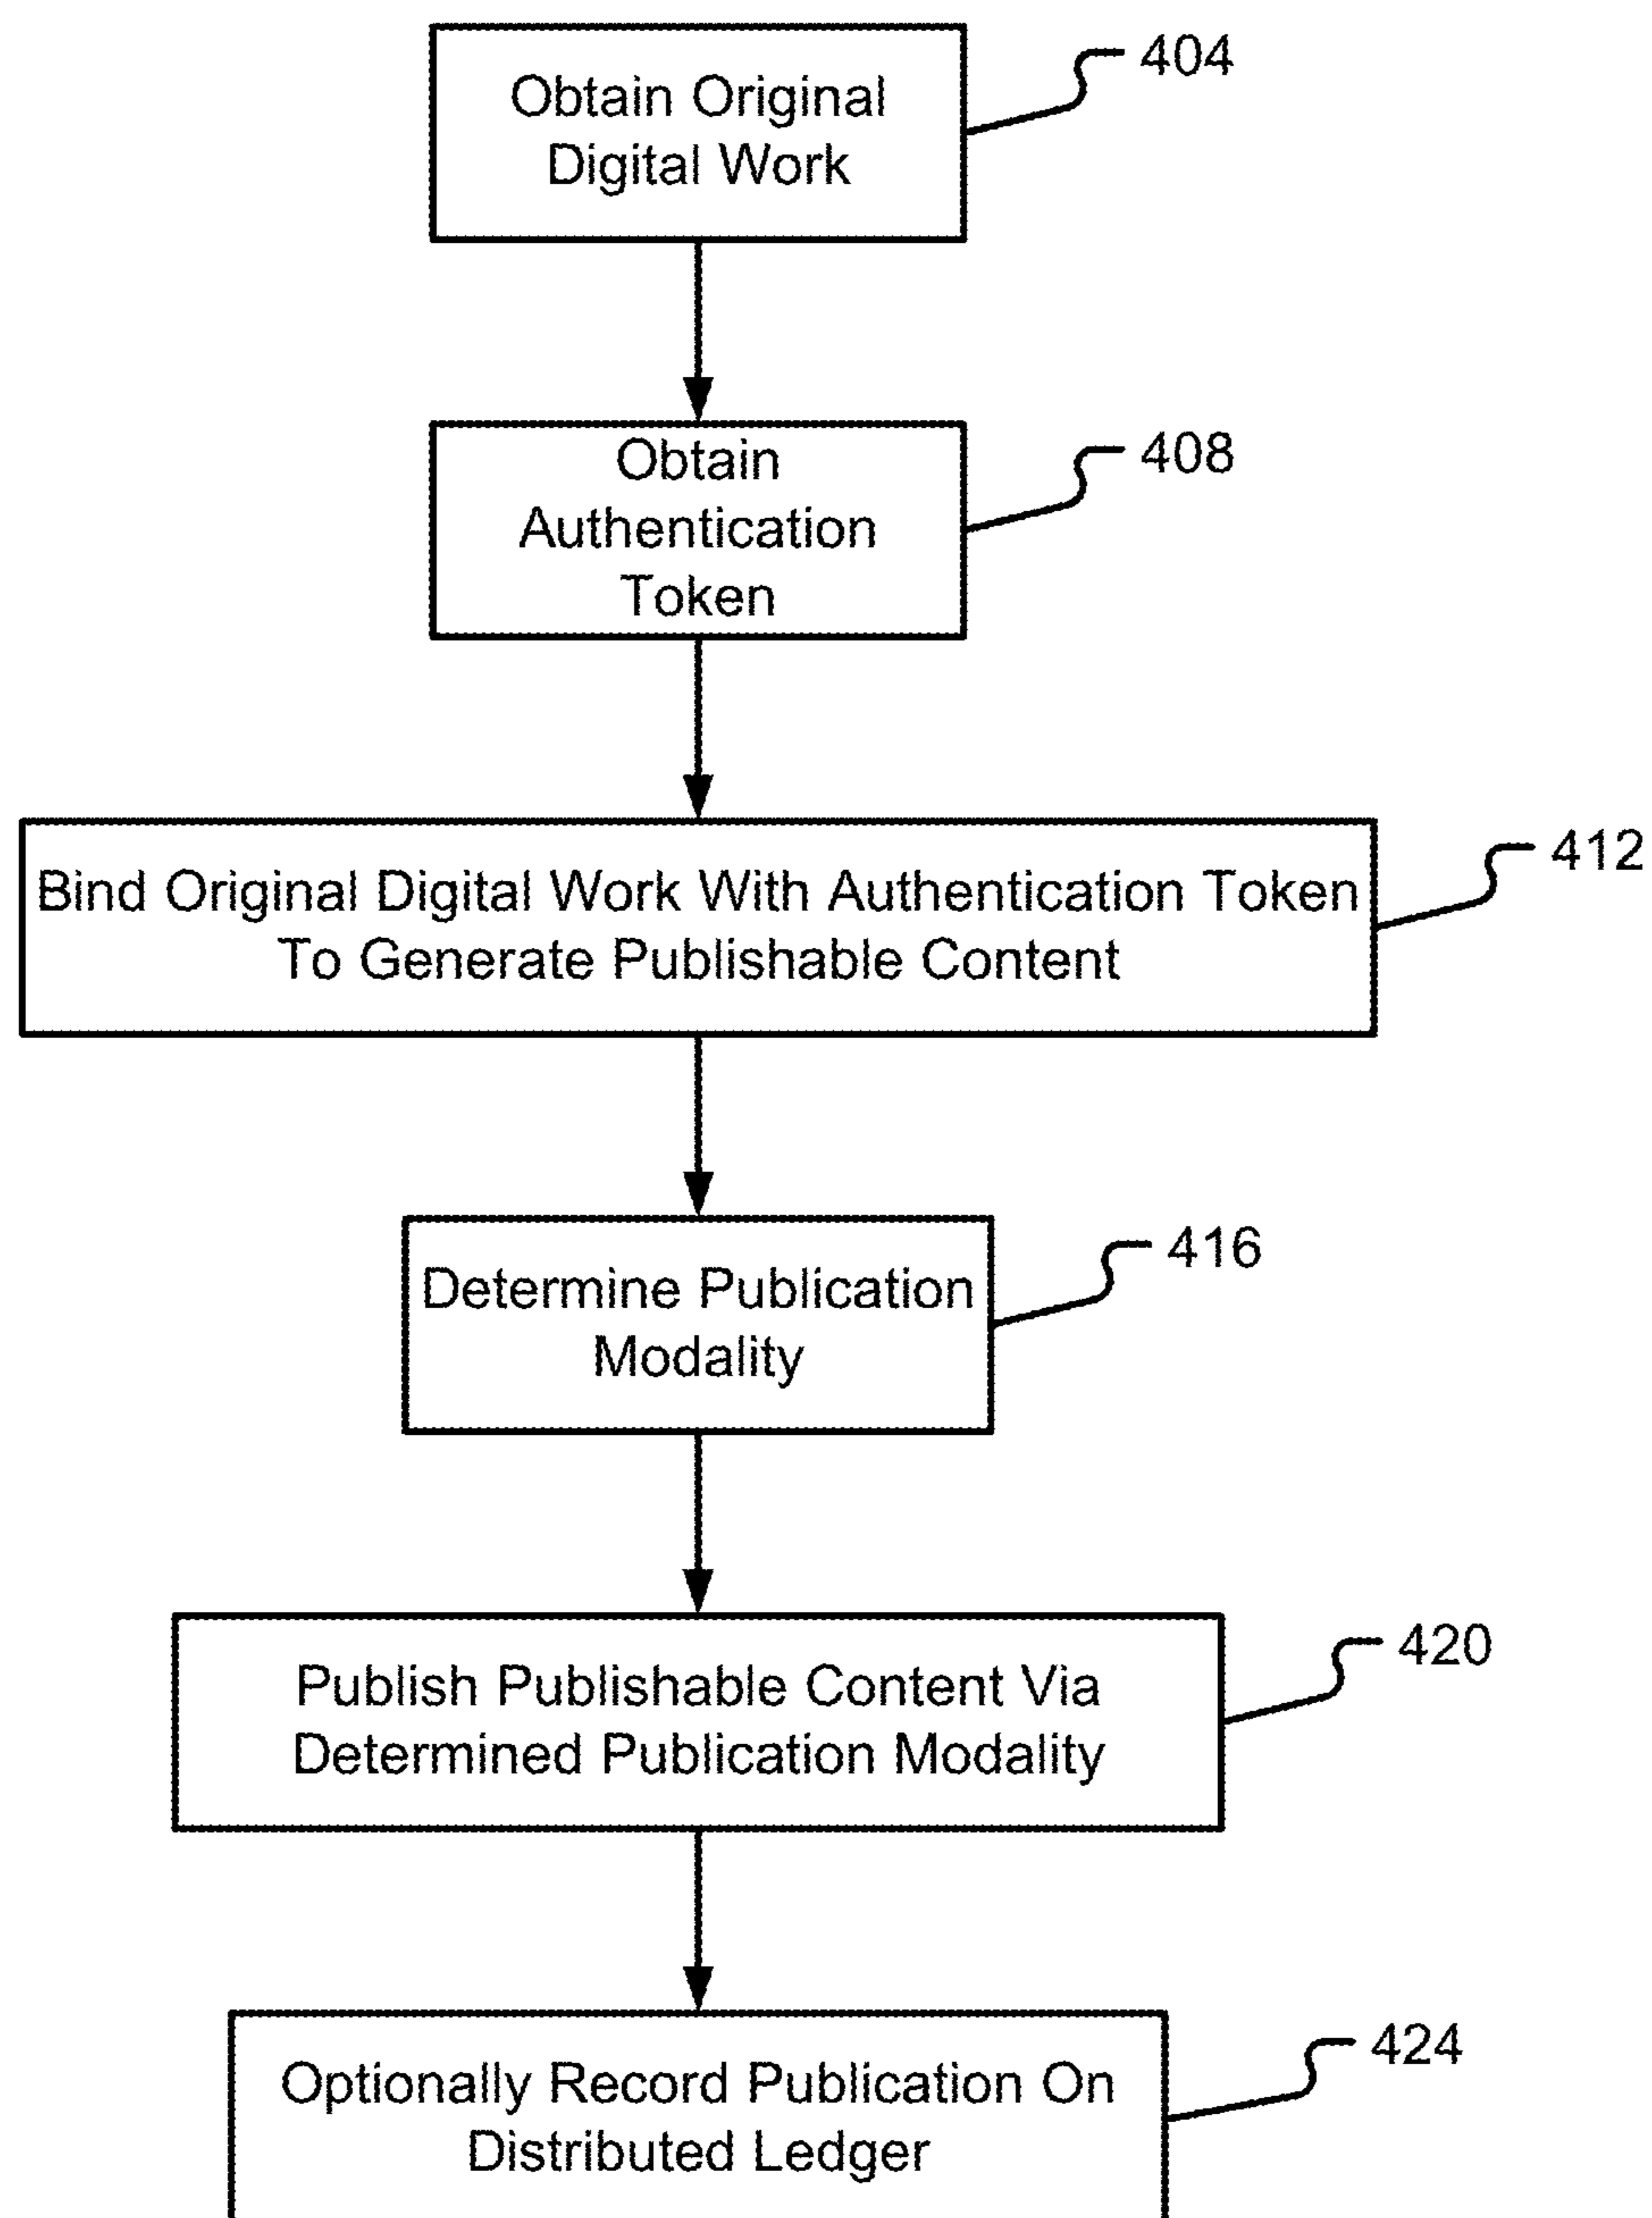 Obtain Original
Digital Work
404
Obtain
Authentication
Token
408
Bind Original Digital Work With Authentication Token
To Generate Publishable Content
412
Determine Publication
Modality
416
Publish Publishable Content Via
Determined Publication Modality
420
Optionally Record Publication On
Distributed Ledger
424